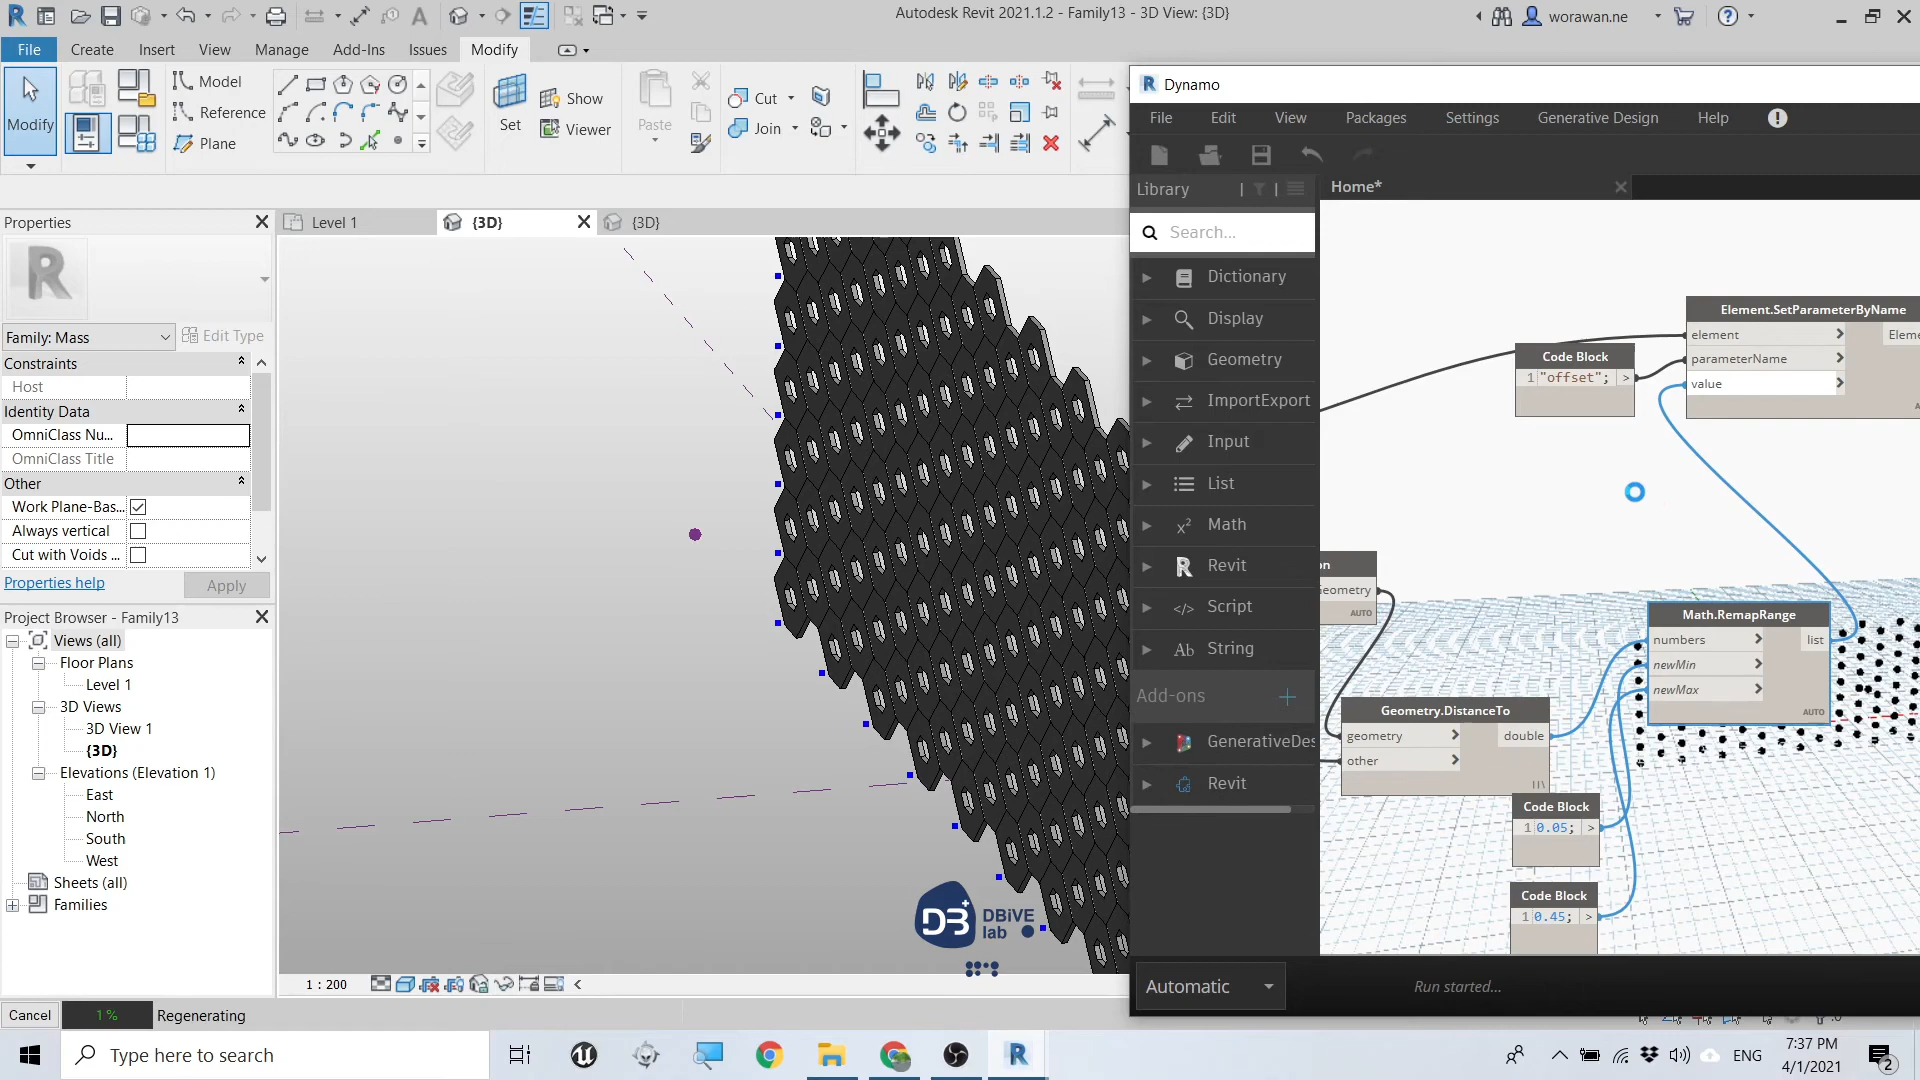 Autodesk Revit 2021.1.2 - Family13 - 3D View: {3D}
worawan.ne
File Create Insert View Manage Add-Ins Issues Modify
Modify
Model
Reference
Plane
Set
Show
Viewer
Paste
Cut
Join
Properties
Family: Mass
Edit Type
Constraints
Host
Identity Data
OmniClass Nu...
OmniClass Title
Other
Work Plane-Bas...
Always vertical
Cut with Voids ...
Properties help
Apply
Project Browser - Family13
Views (all)
Floor Plans
Level 1
3D Views
3D View 1
{3D}
Elevations (Elevation 1)
East
North
South
West
Sheets (all)
Families
Level 1
{3D}
{3D}
DB
DBiVE
lab
1 : 200
Cancel
1 %
Regenerating
Dynamo
File Edit View Packages Settings Generative Design Help
Library
Home*
Search...
Dictionary
Display
Geometry
ImportExport
Input
List
Math
Revit
Script
String
Add-ons
GenerativeDes
Revit
Element.SetParameterByName
element
Eleme
parameterName
value
Code Block
1 "offset"; >
on
Geometry
AUTO
Math.RemapRange
numbers
list
newMin
newMax
AUTO
Geometry.DistanceTo
geometry
double
other
Code Block
1 0.05; >
Code Block
1 0.45; >
Automatic
Run started...
Type here to search
ENG
7:37 PM
4/1/2021
2